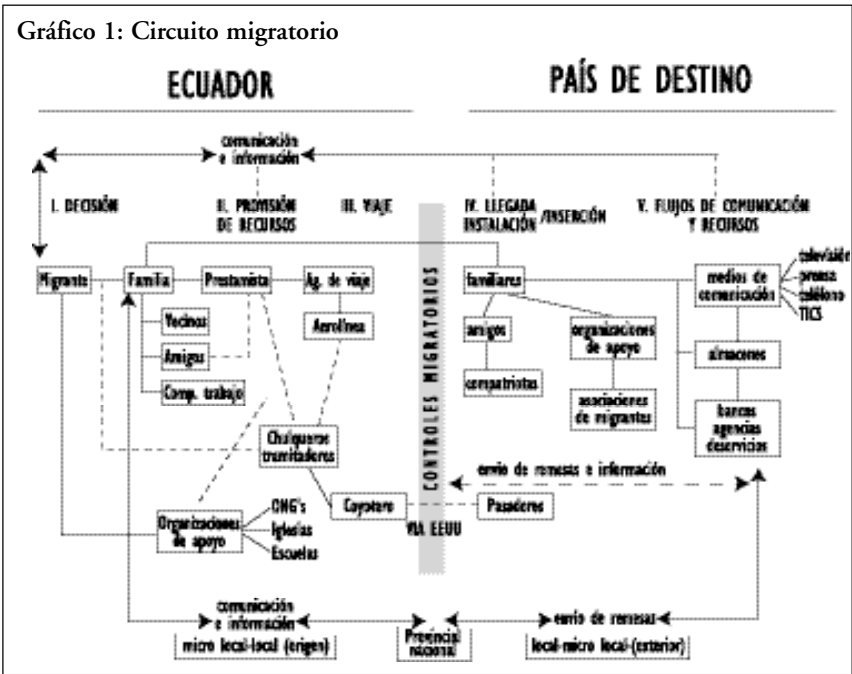 Gráfico 1: Circuito migratorio
ECUADOR
PAÍS DE DESTINO
comunicación
e información
I. DECISIÓN
II. PROVISIÓN
DE RECURSOS
III. VIAJE
IV. LLEGADA
INSTALACIÓN /INSERCIÓN
V. FLUJOS DE COMUNICACIÓN
Y RECURSOS
Migrante
Familia
Prestamista
Ag. de viaje
Vecinos
Amigos
Comp. trabajo
Aerolínea
Chulqueros
tramitadores
Organizaciones
de apoyo
ONG's
Iglesias
Escuelas
Coyotero
VIA EEUU
Pasadores
CONTROLES MIGRATORIOS
familiares
amigos
compatriotas
organizaciones
de apoyo
asociaciones
de migrantes
medios de
comunicación
televisión
prensa
teléfono
TICS
almacenes
bancos
agencias
deservicios
envío de remesas e información
comunicación
e información
micro local-local (origen)
Provincial
nacional
envío de remesas
local-micro local-(exterior)